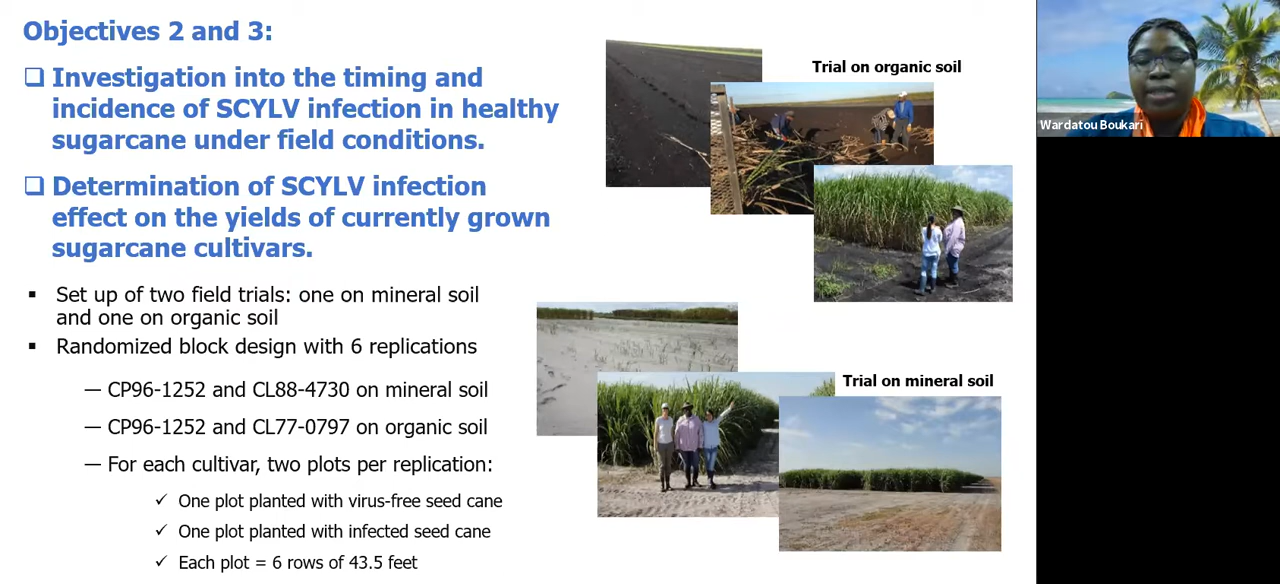 Objectives 2 and 3:
❑ Investigation into the timing and
incidence of SCYLV infection in healthy
sugarcane under field conditions.
❑ Determination of SCYLV infection
effect on the yields of currently grown
sugarcane cultivars.
▪ Set up of two field trials: one on mineral soil
and one on organic soil
▪ Randomized block design with 6 replications
— CP96-1252 and CL88-4730 on mineral soil
— CP96-1252 and CL77-0797 on organic soil
— For each cultivar, two plots per replication:
✓ One plot planted with virus-free seed cane
✓ One plot planted with infected seed cane
✓ Each plot = 6 rows of 43.5 feet
Trial on organic soil
Trial on mineral soil
Wardatou Boukari